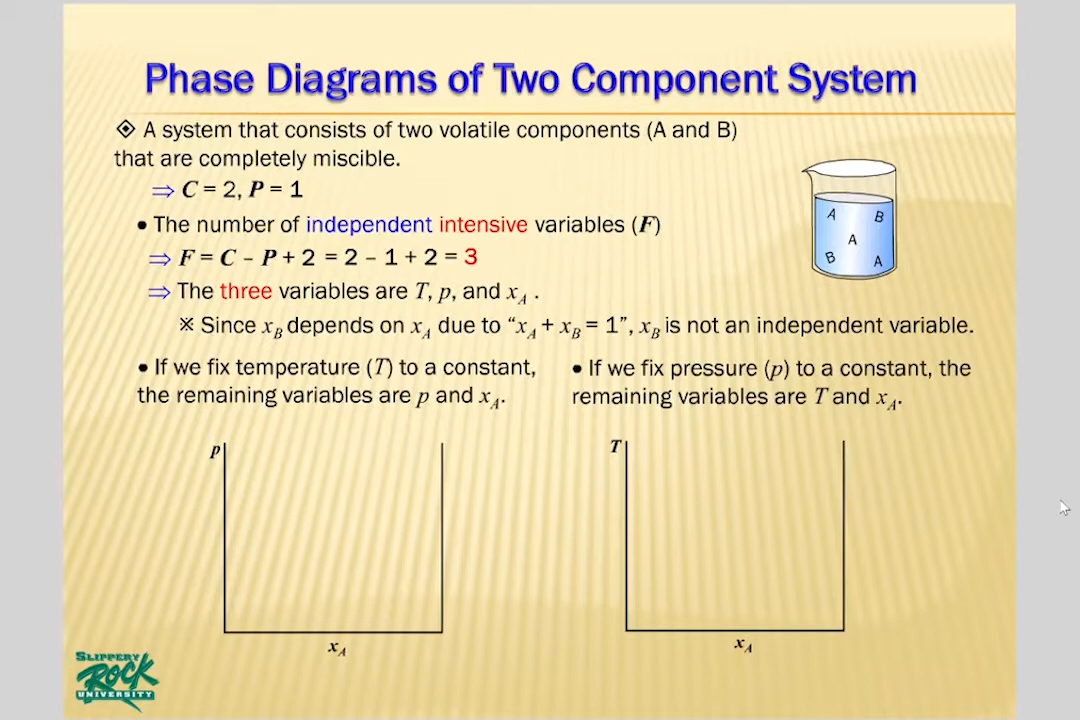 Phase Diagrams of Two Component System
◈ A system that consists of two volatile components (A and B)
that are completely miscible.
⇒ C = 2, P = 1
• The number of independent intensive variables (F)
⇒ F = C – P + 2 = 2 – 1 + 2 = 3
⇒ The three variables are T, p, and x_A .
※ Since x_B depends on x_A due to “x_A + x_B = 1”, x_B is not an independent variable.
• If we fix temperature (T) to a constant,
the remaining variables are p and x_A.
• If we fix pressure (p) to a constant, the
remaining variables are T and x_A.
A B
A
B A
p
x_A
T
x_A
SLIPPERY
ROCK
UNIVERSITY